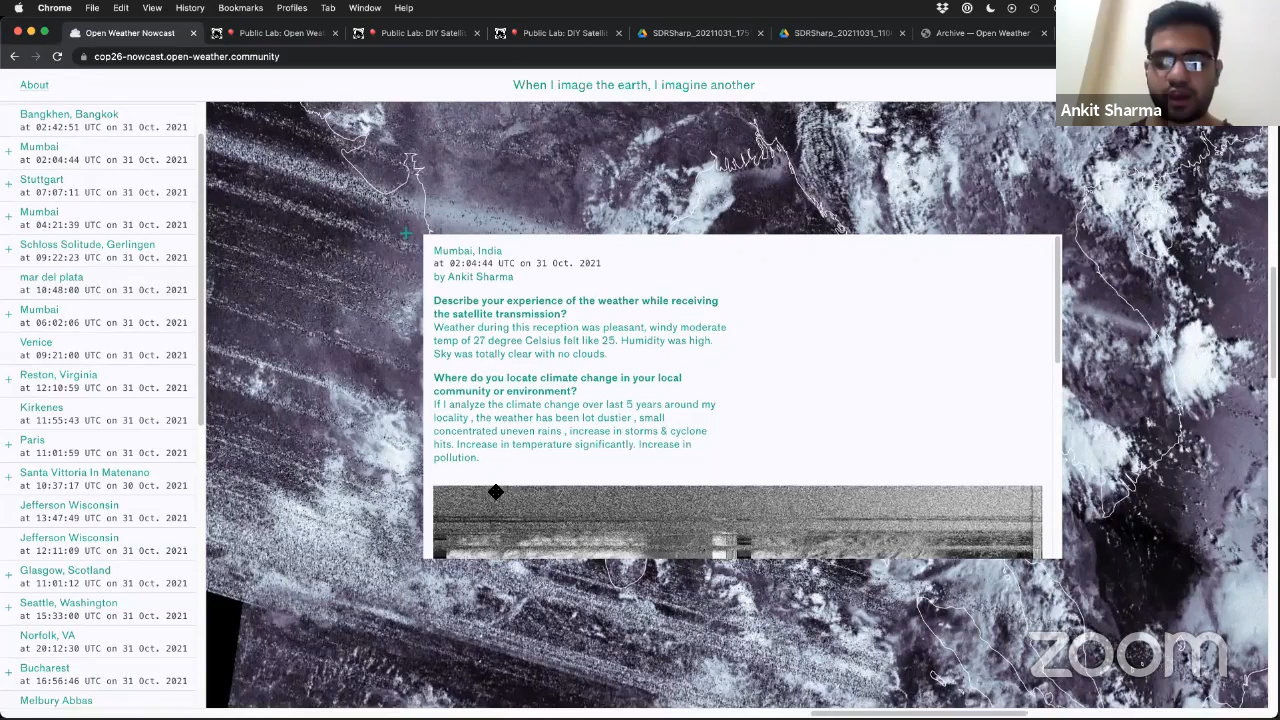 Chrome File Edit View History Bookmarks Profiles Tab Window Help
Open Weather Nowcast
Public Lab: Open Wea
Public Lab: DIY Satellit
Public Lab: DIY Satellit
SDRSharp_20211031_175
SDRSharp_20211031_110
Archive — Open Weather
cop26-nowcast.open-weather.community
About
When I image the earth, I imagine another
Ankit Sharma
Bangkhen, Bangkok
at 02:42:51 UTC on 31 Oct. 2021
+ Mumbai
at 02:04:44 UTC on 31 Oct. 2021
+ Stuttgart
at 07:07:11 UTC on 31 Oct. 2021
+ Mumbai
at 04:21:39 UTC on 31 Oct. 2021
+ Schloss Solitude, Gerlingen
at 09:22:23 UTC on 31 Oct. 2021
mar del plata
at 10:48:00 UTC on 31 Oct. 2021
+ Mumbai
at 06:02:06 UTC on 31 Oct. 2021
Venice
at 09:21:00 UTC on 31 Oct. 2021
+ Reston, Virginia
at 12:10:59 UTC on 31 Oct. 2021
+ Kirkenes
at 11:55:43 UTC on 31 Oct. 2021
+ Paris
at 11:01:59 UTC on 31 Oct. 2021
+ Santa Vittoria In Matenano
at 10:37:17 UTC on 30 Oct. 2021
Jefferson Wisconsin
at 13:47:49 UTC on 31 Oct. 2021
Jefferson Wisconsin
at 12:11:09 UTC on 31 Oct. 2021
+ Glasgow, Scotland
at 11:01:12 UTC on 31 Oct. 2021
+ Seattle, Washington
at 15:33:00 UTC on 31 Oct. 2021
Norfolk, VA
at 20:12:30 UTC on 31 Oct. 2021
+ Bucharest
at 16:56:46 UTC on 31 Oct. 2021
Melbury Abbas
Mumbai, India
at 02:04:44 UTC on 31 Oct. 2021
by Ankit Sharma
Describe your experience of the weather while receiving
the satellite transmission?
Weather during this reception was pleasant, windy moderate
temp of 27 degree Celsius felt like 25. Humidity was high.
Sky was totally clear with no clouds.
Where do you locate climate change in your local
community or environment?
If I analyze the climate change over last 5 years around my
locality , the weather has been lot dustier , small
concentrated uneven rains , increase in storms & cyclone
hits. Increase in temperature significantly. Increase in
pollution.
zoom